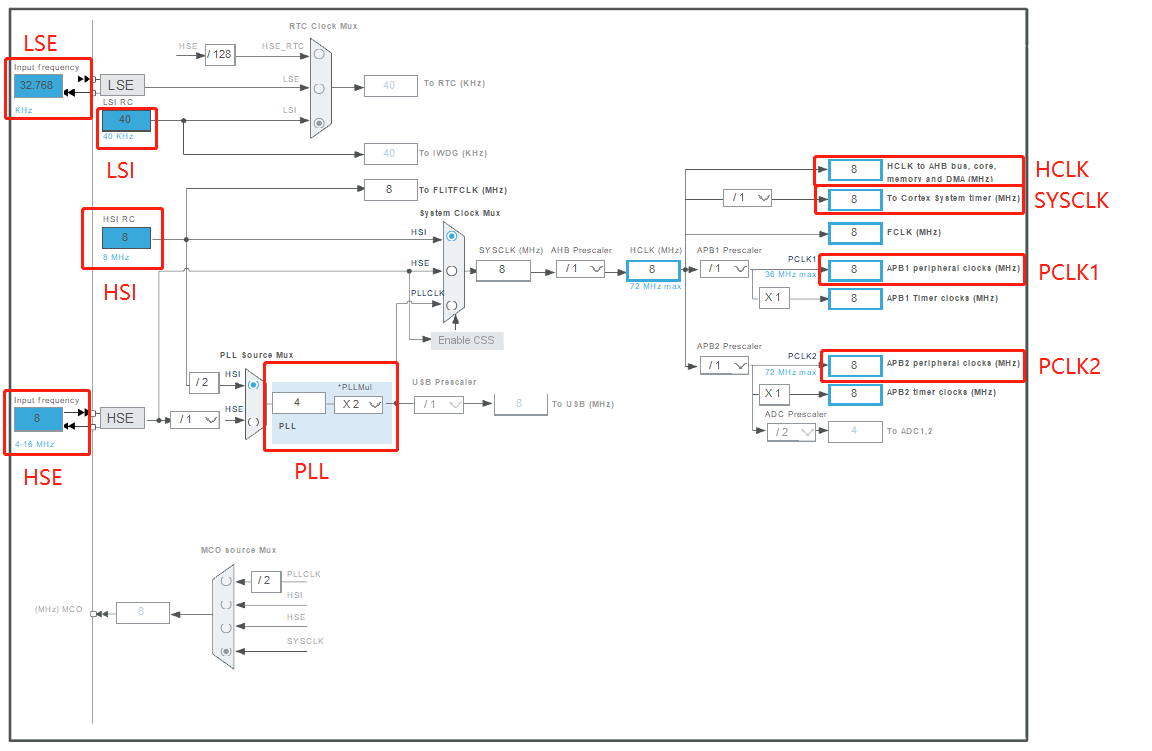 RTC Clock Mux
HSE
/ 128
HSE_RTC
LSE
Input frequency
32.768
KHz
LSE
LSE
40
To RTC (KHz)
LSI RC
40
40 KHz
LSI
LSI
40
To IWDG (KHz)
8
To FLITFCLK (MHz)
HSI RC
8
8 MHz
HSI
System Clock Mux
HSI
HSE
PLLCLK
Enable CSS
SYSCLK (MHz)
8
AHB Prescaler
/ 1
HCLK (MHz)
8
72 MHz max
8
HCLK to AHB bus, core,
memory and DMA (MHz)
HCLK
/ 1
8
To Cortex System timer (MHz)
SYSCLK
8
FCLK (MHz)
APB1 Prescaler
/ 1
PCLK1
36 MHz max
8
APB1 peripheral clocks (MHz)
PCLK1
X 1
8
APB1 Timer clocks (MHz)
APB2 Prescaler
/ 1
PCLK2
72 MHz max
8
APB2 peripheral clocks (MHz)
PCLK2
X 1
8
APB2 timer clocks (MHz)
ADC Prescaler
/ 2
4
To ADC1,2
PLL Source Mux
/ 2
HSI
HSE
Input frequency
8
4-16 MHz
HSE
HSE
/ 1
4
*PLLMul
X 2
PLL
PLL
USB Prescaler
/ 1
8
To USB (MHz)
MCO source Mux
/ 2
PLLCLK
HSI
HSE
SYSCLK
(MHz) MCO
8